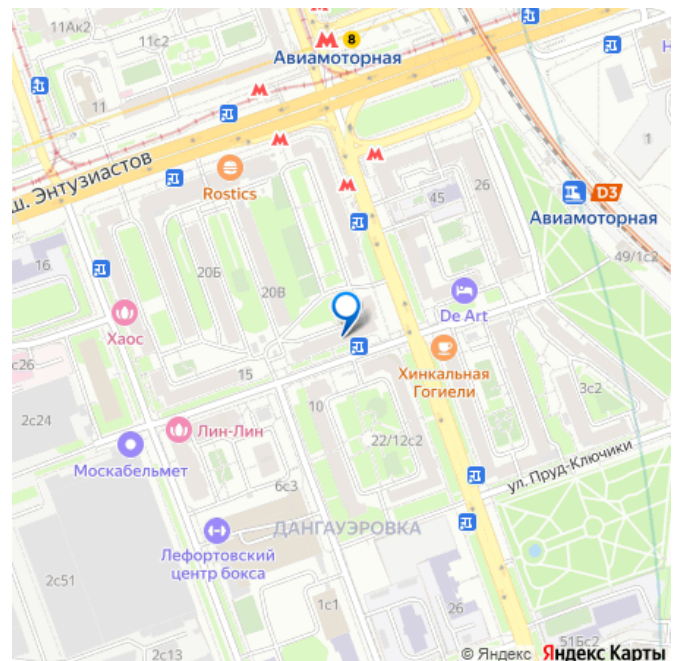 11Ак2
11с2
8
Авиамоторная
Н
11
1
ш. Энтузиастов
Rostics
45
26
D3
Авиамоторная
16
49/1с2
20Б
20В
De Art
Хаос
с26
15
Хинкальная
Гогиели
3с2
10
2с24
Лин-Лин
22/12с2
Москабельмет
ул. Пруд-Ключики
6с3
ДАНГАУЭРОВКА
Лефортовский
центр бокса
2с51
1с1
26
51Бс2
2с13
© Яндекс Яндекс Карты